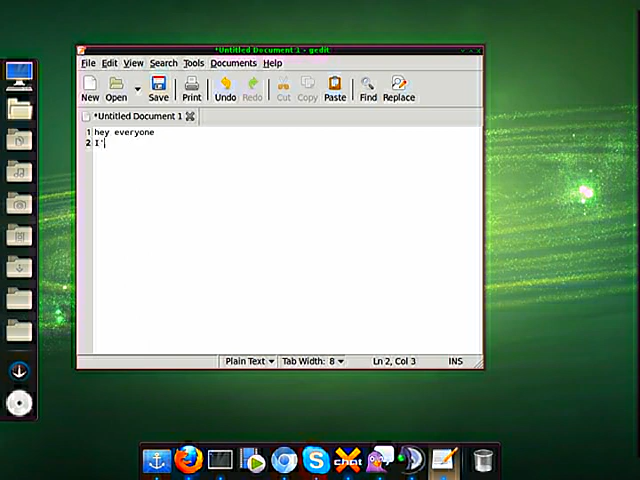 *Untitled Document 1 - gedit
File Edit View Search Tools Documents Help
New Open Save Print Undo Redo Cut Copy Paste Find Replace
*Untitled Document 1
1 hey everyone
2 I'
Plain Text Tab Width: 8 Ln 2, Col 3 INS
chat